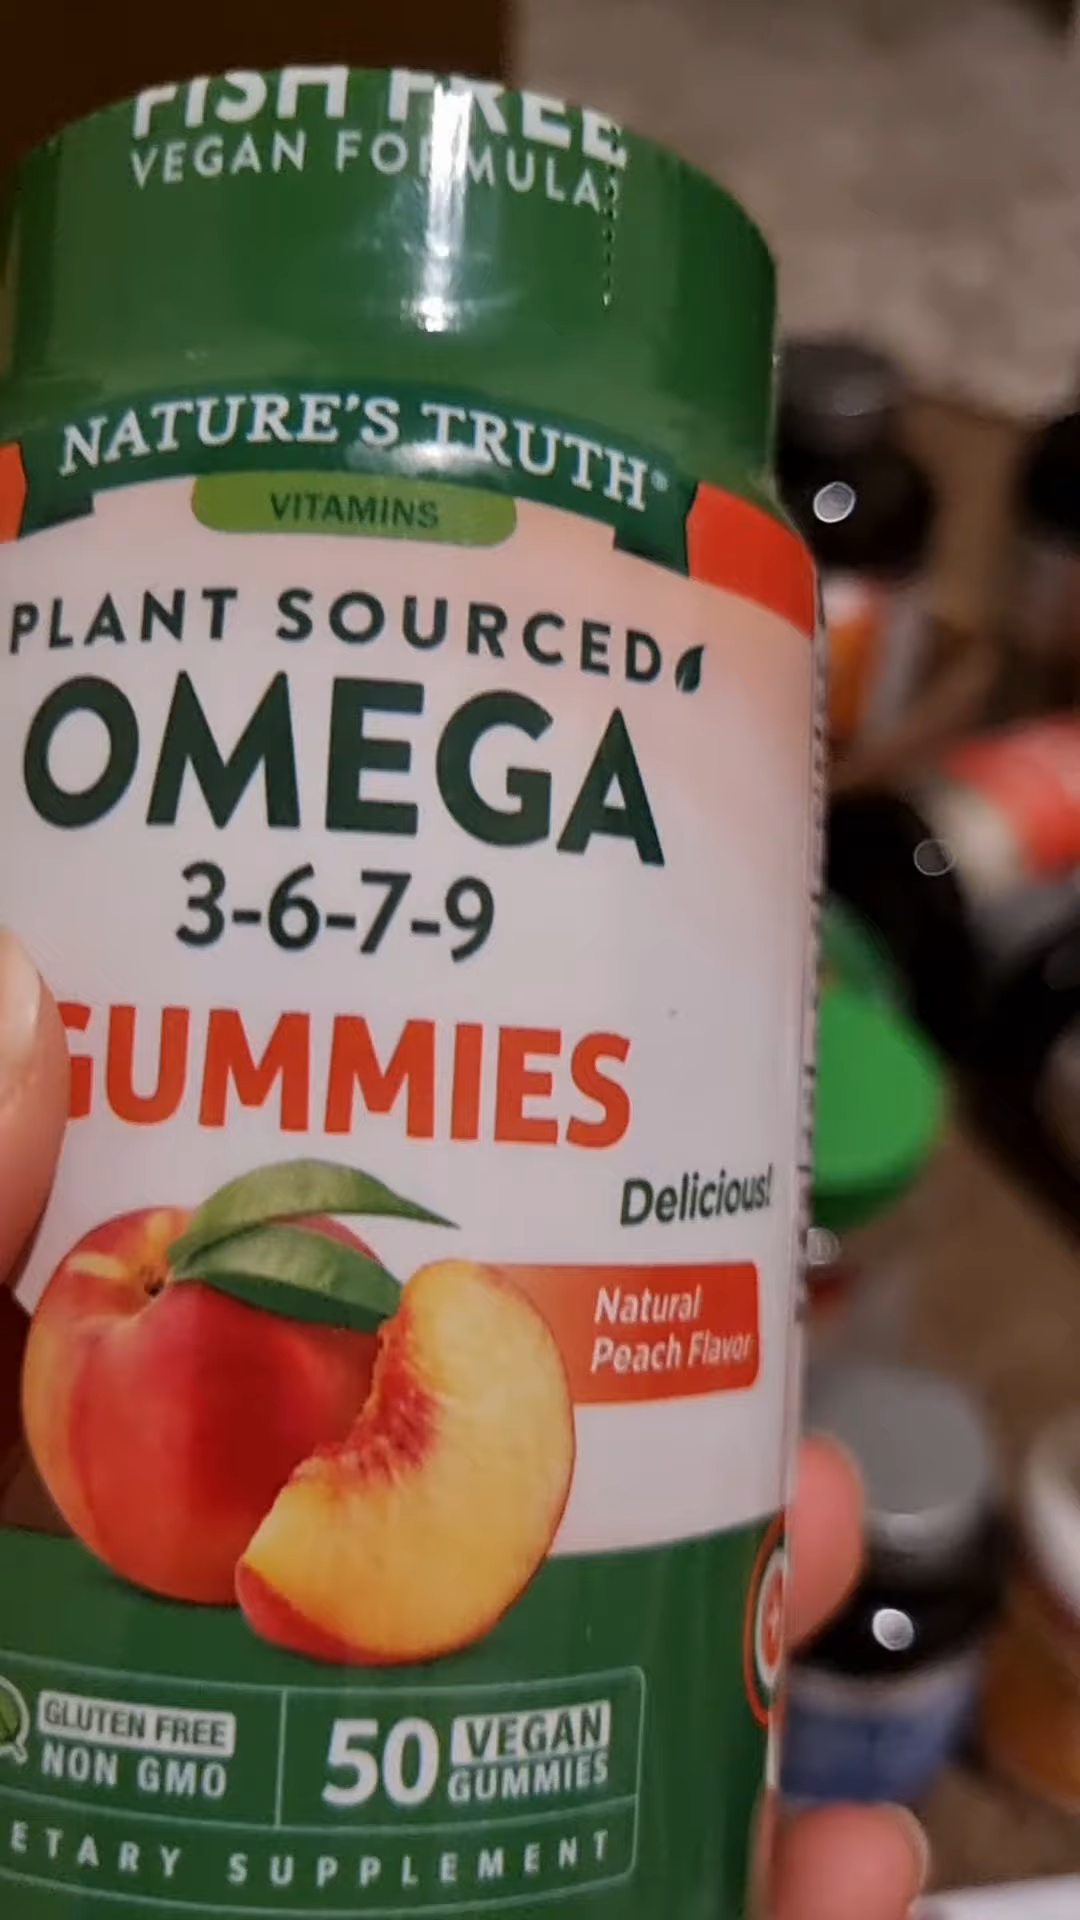 FISH FREE
VEGAN FORMULA!
NATURE'S TRUTH®
VITAMINS
PLANT SOURCED
OMEGA
3-6-7-9
GUMMIES
Delicious!
Natural
Peach Flavor
GLUTEN FREE
NON GMO
50 VEGAN
GUMMIES
ETARY SUPPLEMENT